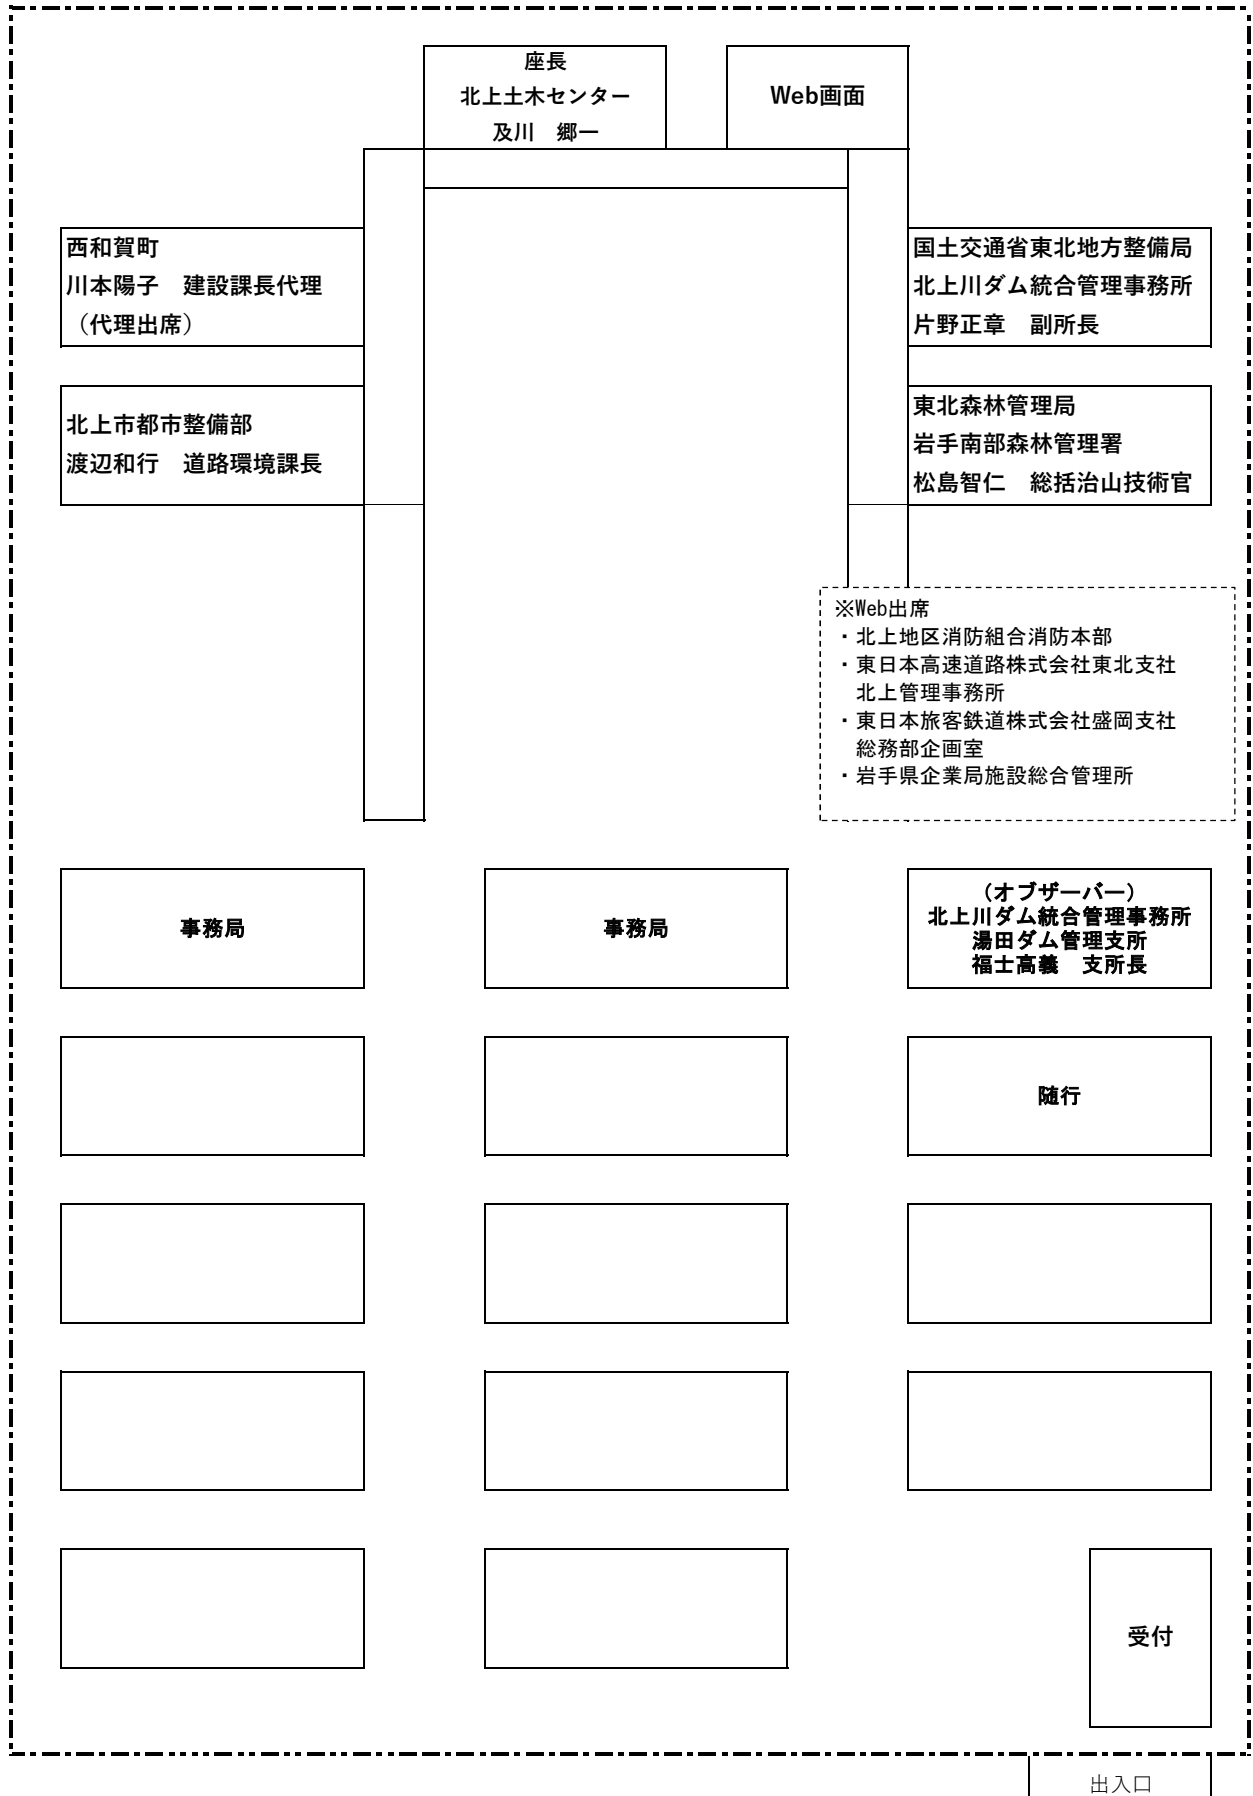 座長
北上土木センター
及川　郷一
Web画面
西和賀町
川本陽子　建設課長代理
（代理出席）
国土交通省東北地方整備局
北上川ダム統合管理事務所
片野正章　副所長
北上市都市整備部
渡辺和行　道路環境課長
東北森林管理局
岩手南部森林管理署
松島智仁　総括治山技術官
※Web出席
・北上地区消防組合消防本部
・東日本高速道路株式会社東北支社
北上管理事務所
・東日本旅客鉄道株式会社盛岡支社
総務部企画室
・岩手県企業局施設総合管理所
事務局
事務局
（オブザーバー）
北上川ダム統合管理事務所
湯田ダム管理支所
福士高義　支所長
随行
受付
出入口